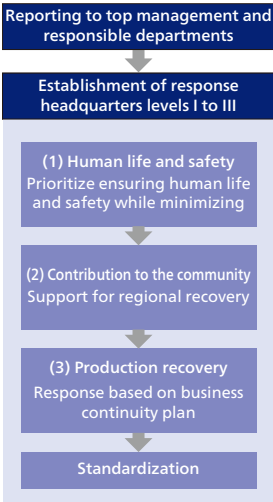 Reporting to top management and
responsible departments
Establishment of response
headquarters levels I to III
(1) Human life and safety
Prioritize ensuring human life
and safety while minimizing
(2) Contribution to the community
Support for regional recovery
(3) Production recovery
Response based on business
continuity plan
Standardization